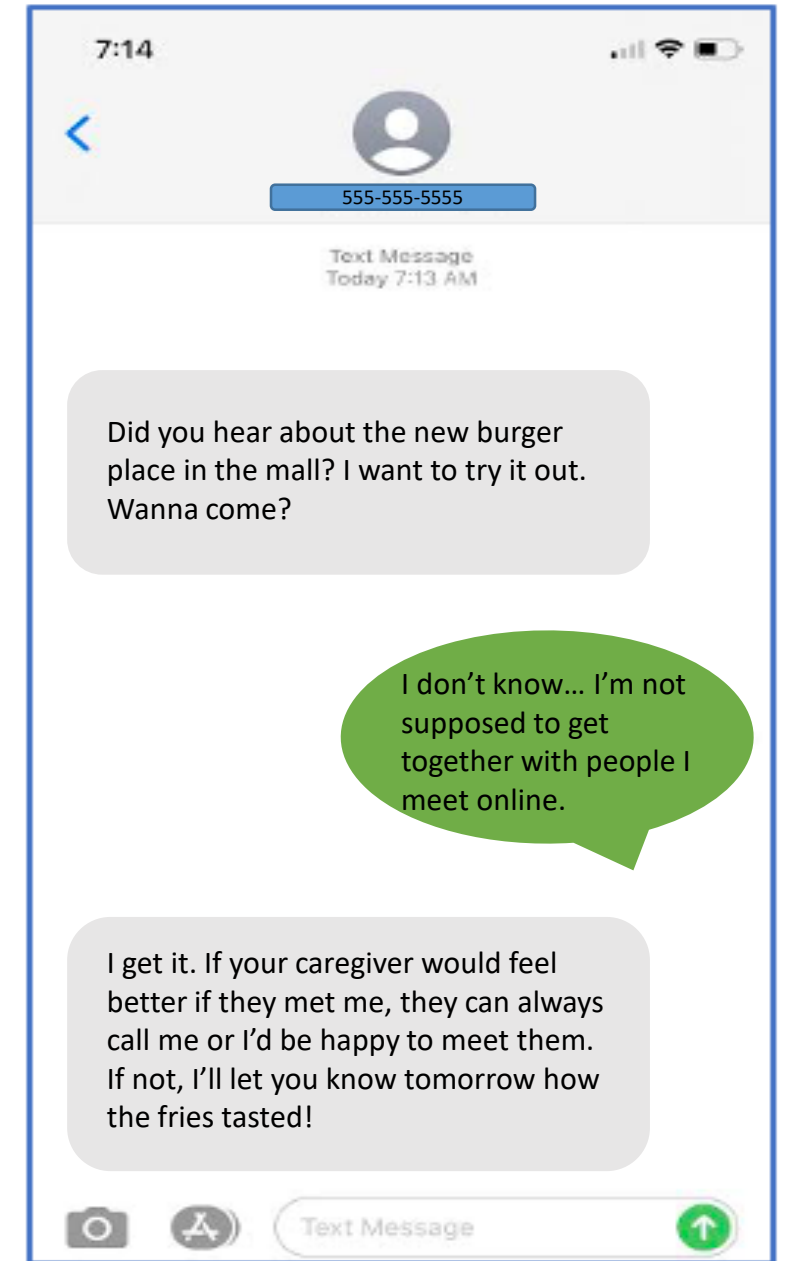 7:14
555-555-5555
Text Message
Today 7:13 AM
Did you hear about the new burger
place in the mall? I want to try it out.
Wanna come?
I don’t know… I’m not
supposed to get
together with people I
meet online.
I get it. If your caregiver would feel
better if they met me, they can always
call me or I’d be happy to meet them.
If not, I’ll let you know tomorrow how
the fries tasted!
Text Message